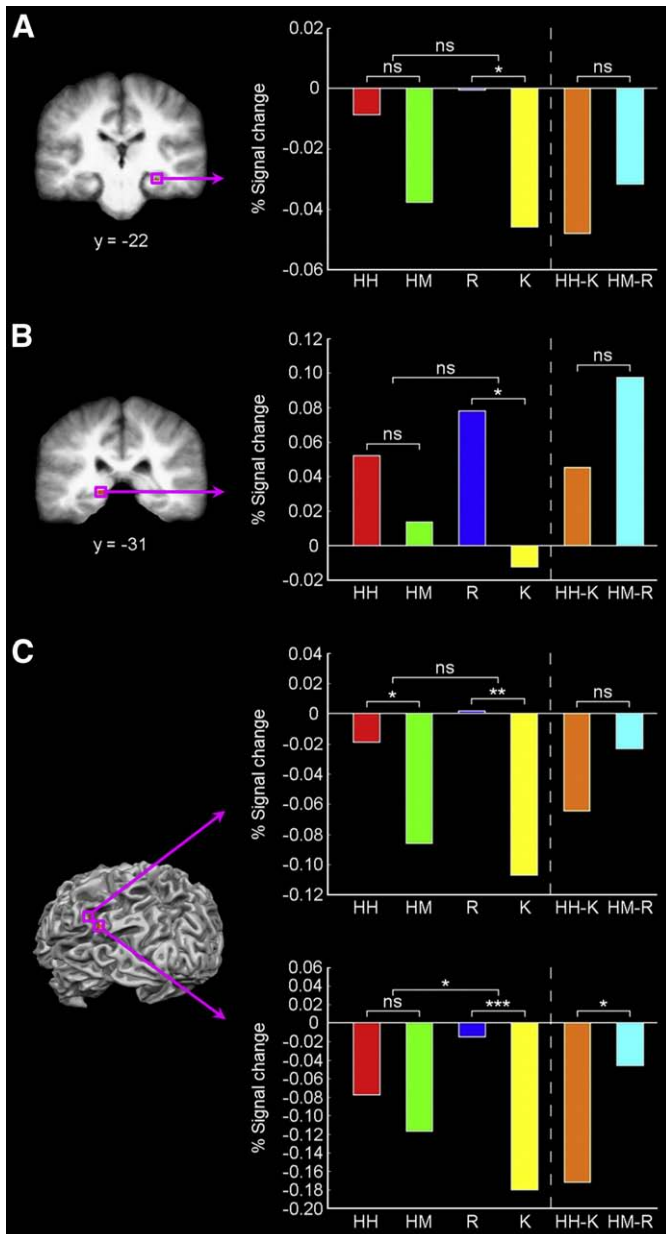 A
0.02
ns
ns
*
ns
0
-0.02
-0.04
-0.06
% Signal change
HH HM R K HH-K HM-R
y = -22
B
0.12
0.10
0.08
0.06
0.04
0.02
0
-0.02
% Signal change
ns
ns
*
ns
HH HM R K HH-K HM-R
y = -31
C
0.04
0.02
0
-0.02
-0.04
-0.06
-0.08
-0.10
-0.12
% Signal change
ns
*
**
ns
HH HM R K HH-K HM-R
0.06
0.04
0.02
0
-0.02
-0.04
-0.06
-0.08
-0.10
-0.12
-0.14
-0.16
-0.18
-0.20
% Signal change
*
ns
***
*
HH HM R K HH-K HM-R